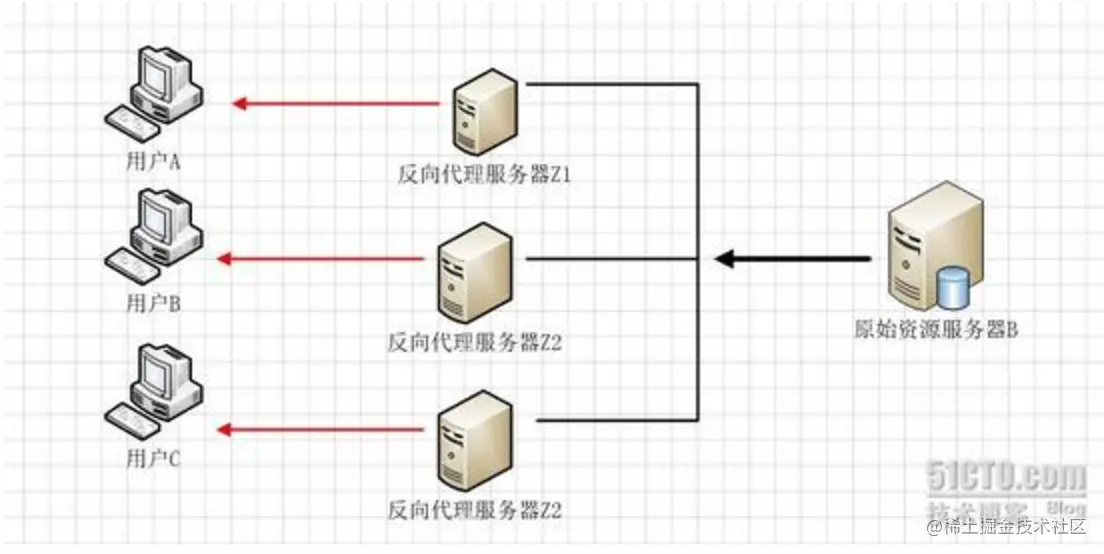 用户A
反向代理服务器Z1
用户B
反向代理服务器Z2
原始资源服务器B
用户C
反向代理服务器Z2
51CTO.com
技术博客 Blog
@稀土掘金技术社区